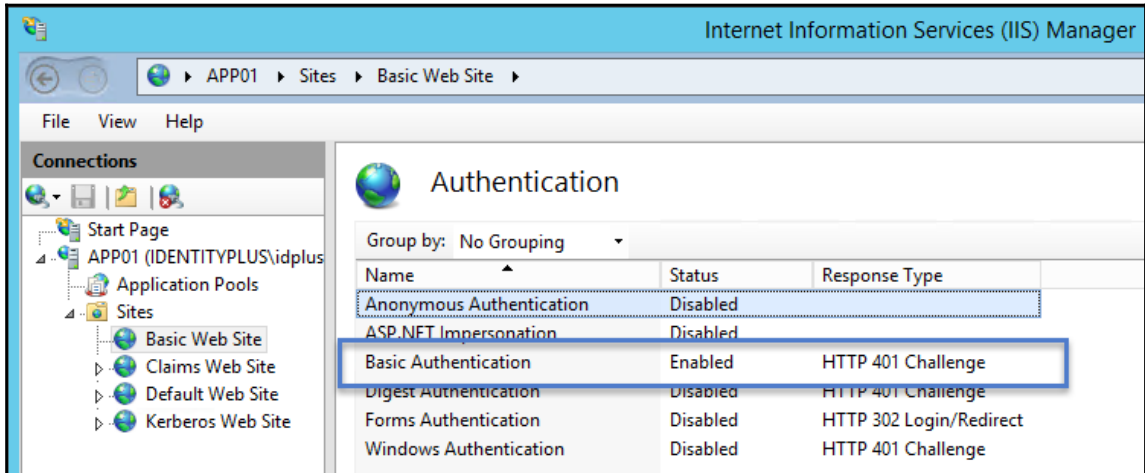 Internet Information Services (IIS) Manager
APP01 Sites Basic Web Site
File View Help
Connections
Authentication
Start Page
APP01 (IDENTITYPLUS\idplus
Application Pools
Sites
Basic Web Site
Claims Web Site
Default Web Site
Kerberos Web Site
Group by: No Grouping
Name Status Response Type
Anonymous Authentication Disabled
ASP.NET Impersonation Disabled
Basic Authentication Enabled HTTP 401 Challenge
Digest Authentication Disabled HTTP 401 Challenge
Forms Authentication Disabled HTTP 302 Login/Redirect
Windows Authentication Disabled HTTP 401 Challenge